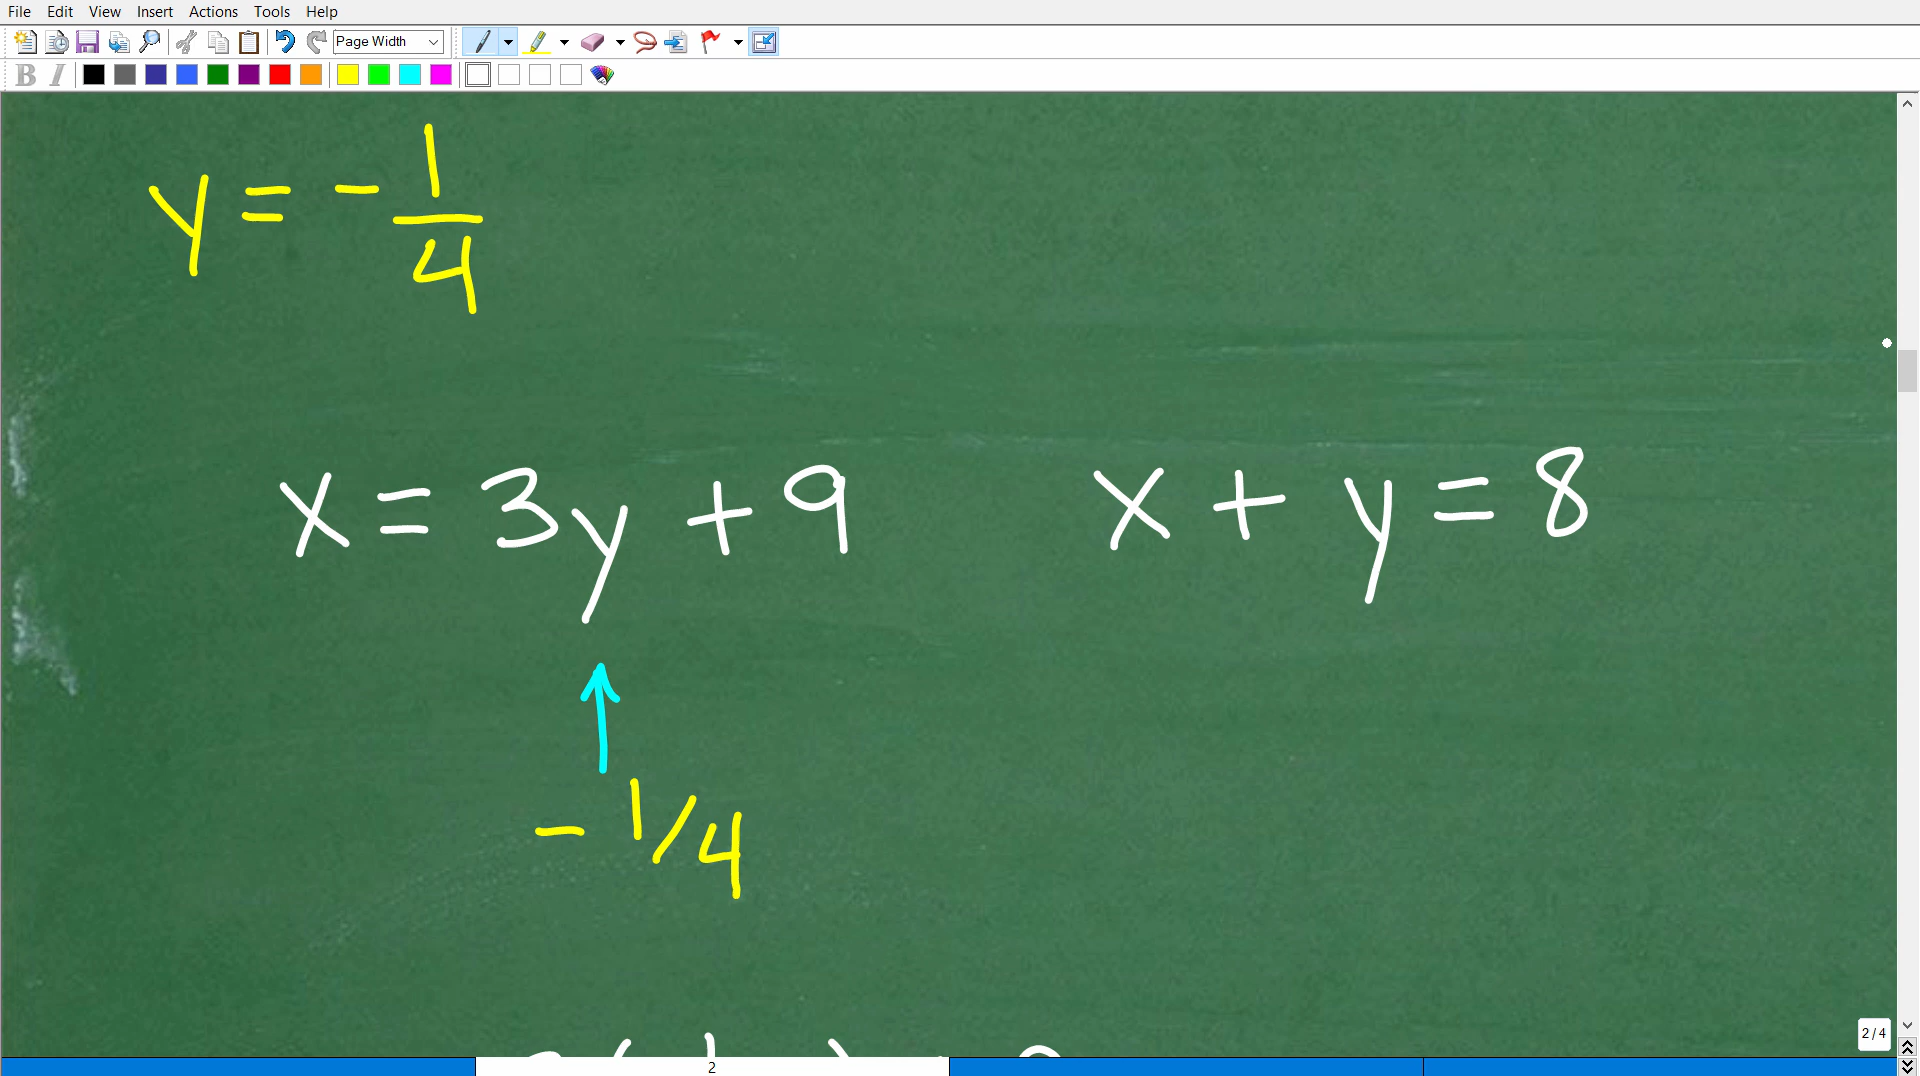 File Edit View Insert Actions Tools Help
Page Width
B I
y = - 1/4
x = 3y + 9
x + y = 8
- 1/4
2 / 4
2